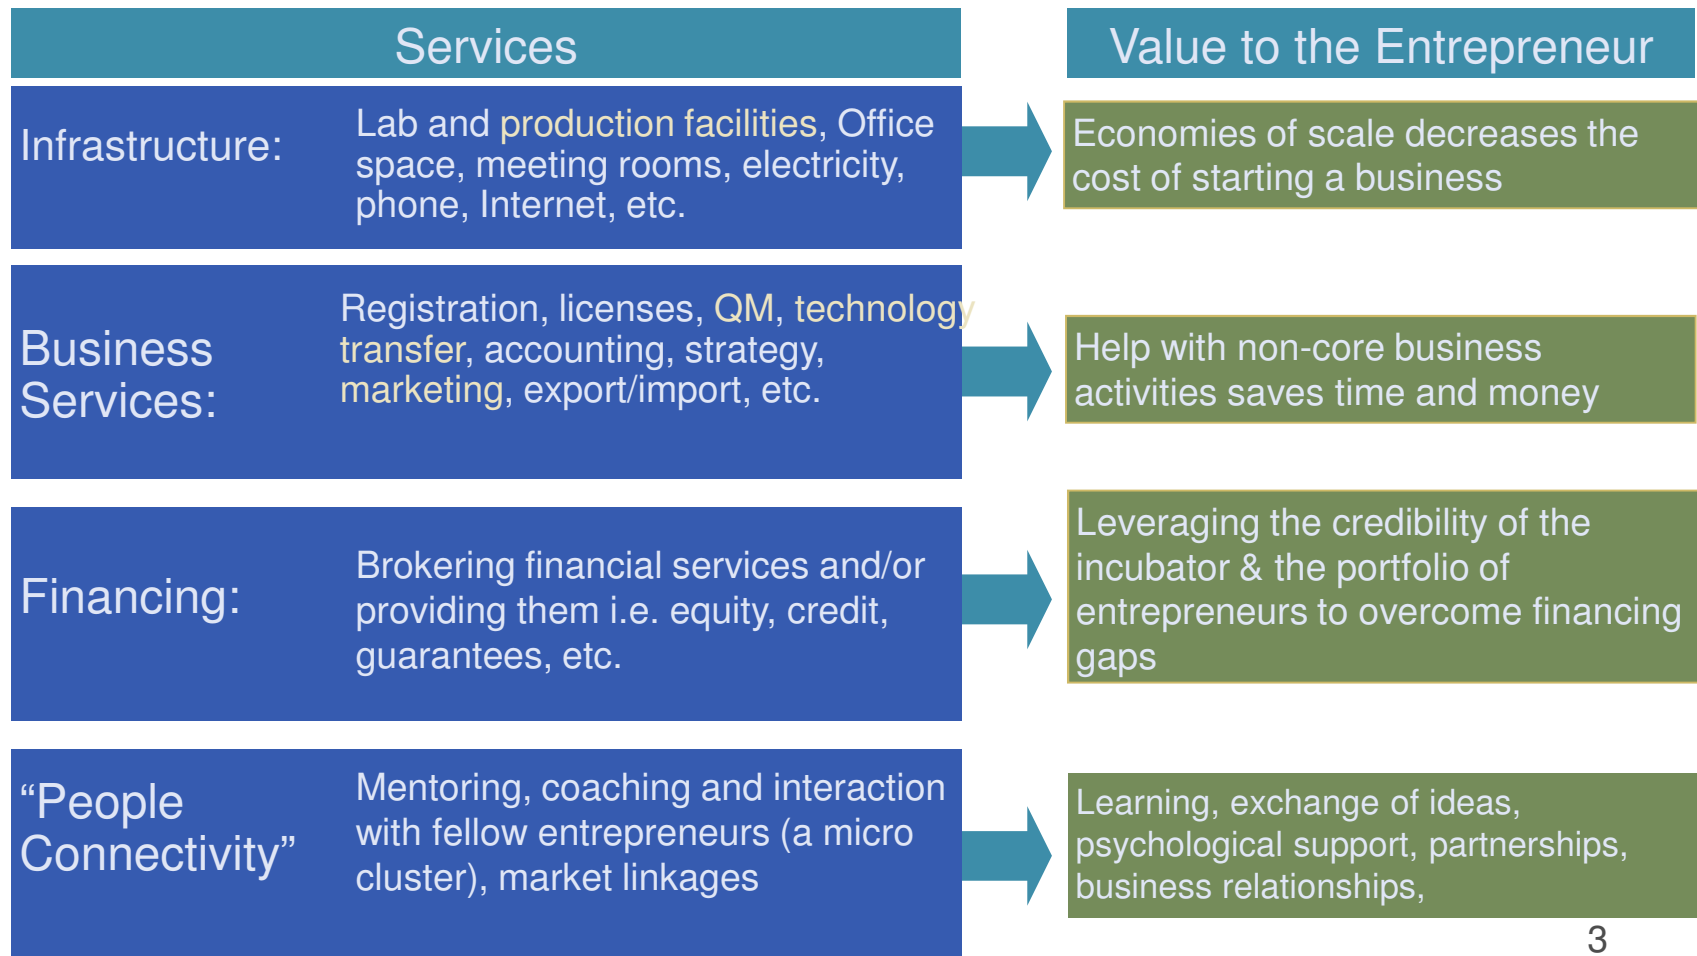 Services
Value to the Entrepreneur
Infrastructure:
Lab and production facilities, Office
space, meeting rooms, electricity,
phone, Internet, etc.
Economies of scale decreases the
cost of starting a business
Business
Services:
Registration, licenses, QM, technology
transfer, accounting, strategy,
marketing, export/import, etc.
Help with non-core business
activities saves time and money
Financing:
Brokering financial services and/or
providing them i.e. equity, credit,
guarantees, etc.
Leveraging the credibility of the
incubator & the portfolio of
entrepreneurs to overcome financing
gaps
“People
Connectivity”
Mentoring, coaching and interaction
with fellow entrepreneurs (a micro
cluster), market linkages
Learning, exchange of ideas,
psychological support, partnerships,
business relationships,
3